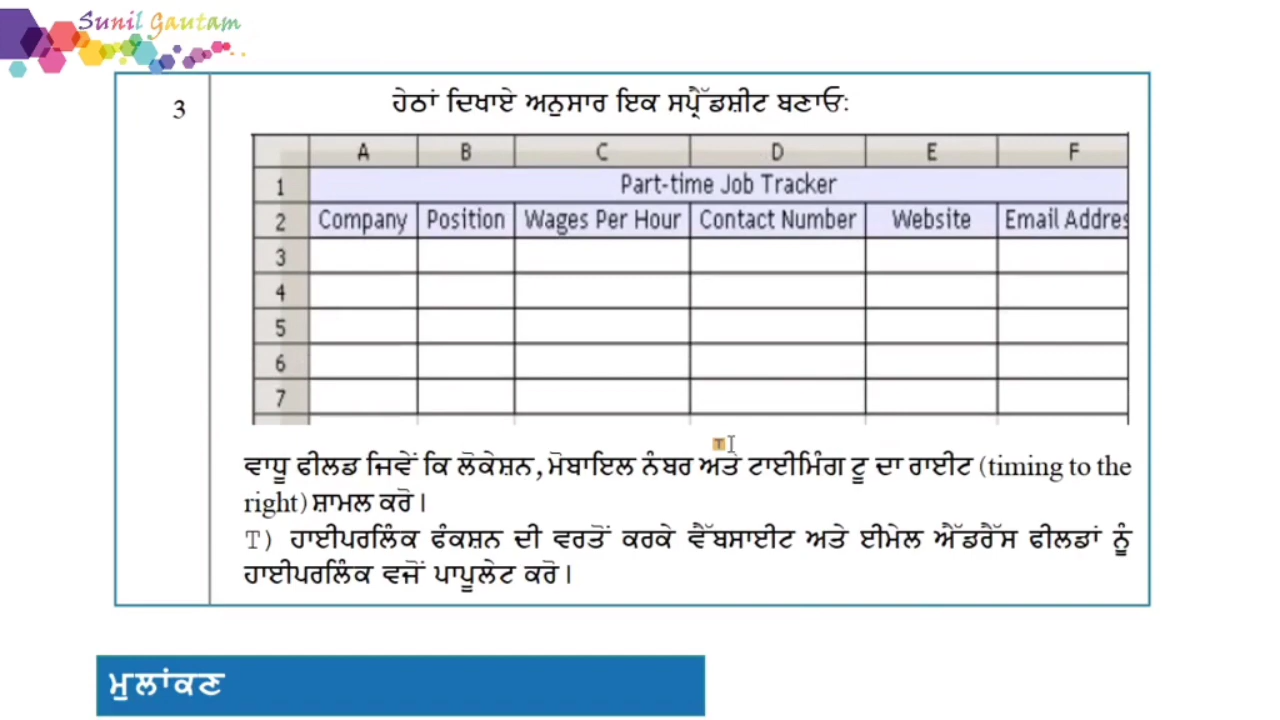 Sunil Gautam
3
ਹੇਠਾਂ ਦਿਖਾਏ ਅਨੁਸਾਰ ਇਕ ਸਪ੍ਰੈੱਡਸ਼ੀਟ ਬਣਾਓ:
A B C D E F
1 Part-time Job Tracker
2 Company Position Wages Per Hour Contact Number Website Email Addres
3
4
5
6
7
T
ਵਾਧੂ ਫੀਲਡ ਜਿਵੇਂ ਕਿ ਲੋਕੇਸ਼ਨ, ਮੋਬਾਇਲ ਨੰਬਰ ਅਤੇ ਟਾਈਮਿੰਗ ਟੂ ਦਾ ਰਾਈਟ (timing to the
right) ਸ਼ਾਮਲ ਕਰੋ।
T) ਹਾਈਪਰਲਿੰਕ ਫੰਕਸ਼ਨ ਦੀ ਵਰਤੋਂ ਕਰਕੇ ਵੈੱਬਸਾਈਟ ਅਤੇ ਈਮੇਲ ਐੱਡਰੈੱਸ ਫੀਲਡਾਂ ਨੂੰ
ਹਾਈਪਰਲਿੰਕ ਵਜੋਂ ਪਾਪੂਲੇਟ ਕਰੋ।
ਮੁਲਾਂਕਣ